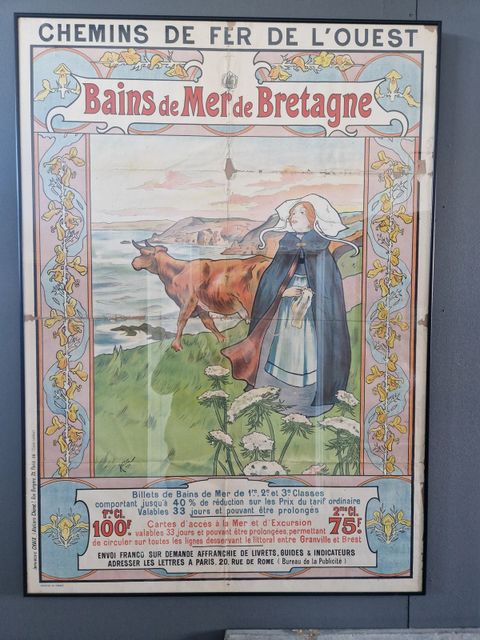 CHEMINS DE FER DE L'OUEST
Bains de Mer de Bretagne
Billets de Bains de Mer de 1re, 2e et 3e Classes
comportant jusqu'à 40 % de réduction sur les Prix du tarif ordinaire
Valables 33 jours et pouvant être prolongés
1re Cl.
100F
Cartes d'accès à la Mer et d'Excursion
valables 33 jours et pouvant être prolongées, permettant
de circuler sur toutes les lignes desservant le littoral entre Granville et Brest
2me Cl.
75F
ENVOI FRANCO, SUR DEMANDE AFFRANCHIE DE LIVRETS, GUIDES & INDICATEURS
ADRESSER LES LETTRES A PARIS, 20, RUE DE ROME (Bureau de la Publicité)